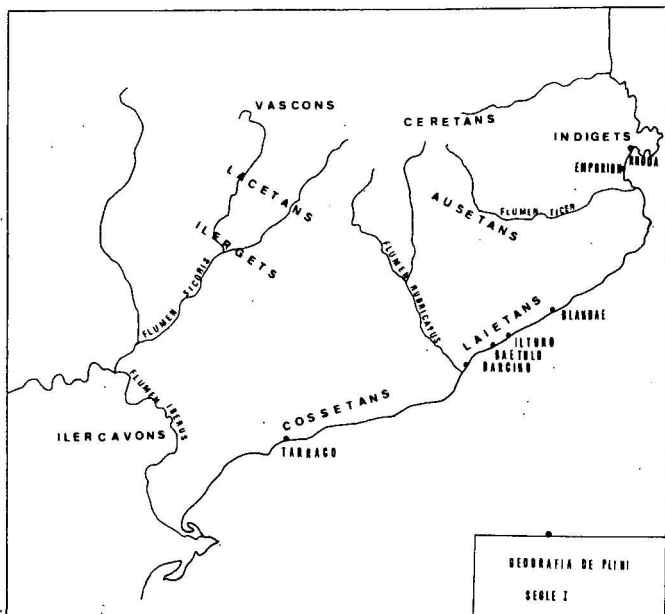 VASCONS
CERETANS
INDIGETS
RHODA
EMPORION
LACETANS
AUSETANS
FLUMEN TICER
ILERGETS
FLUMEN SICORIS
FLUMEN RUBRICATUS
LAIETANS
BLANDAE
ILTURO
BAETULO
BARCINO
FLUMEN IBERUS
COSSETANS
ILERCAVONS
TARRACO
GEOGRAFIA DE PLINI
SEGLE I